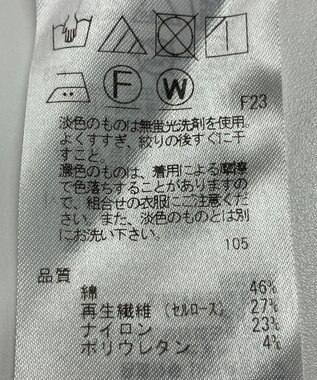 F
W
F23
淡色のものは無蛍光洗剤を使用
よくすすぎ、絞りの後すぐに干
すこと。
濃色のものは、着用による摩擦
で色落ちすることがありますの
で、組合せの衣服にご注意くだ
さい。また、淡色のものとは別
にお洗い下さい。
105
品質
綿 46%
再生繊維（セルロース） 27%
ナイロン 23%
ポリウレタン 4%